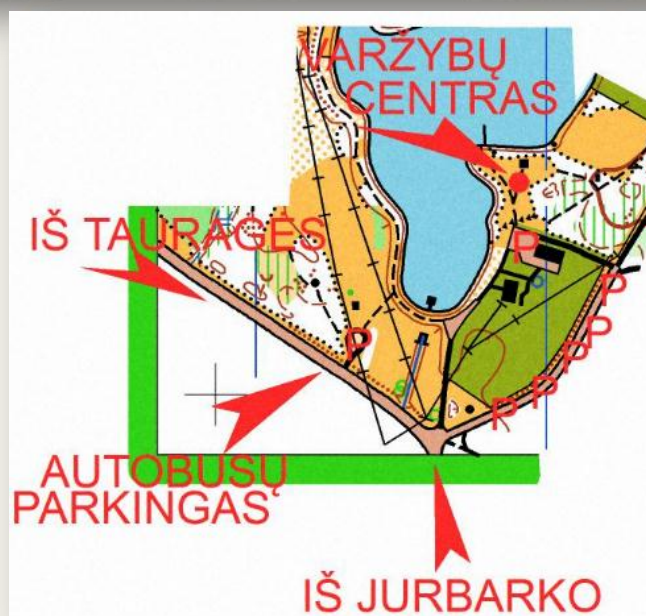 VARŽYBŲ
CENTRAS
IŠ TAURAGĖS
P
P
P
P
P
P
P
AUTOBUSŲ
PARKINGAS
IŠ JURBARKO